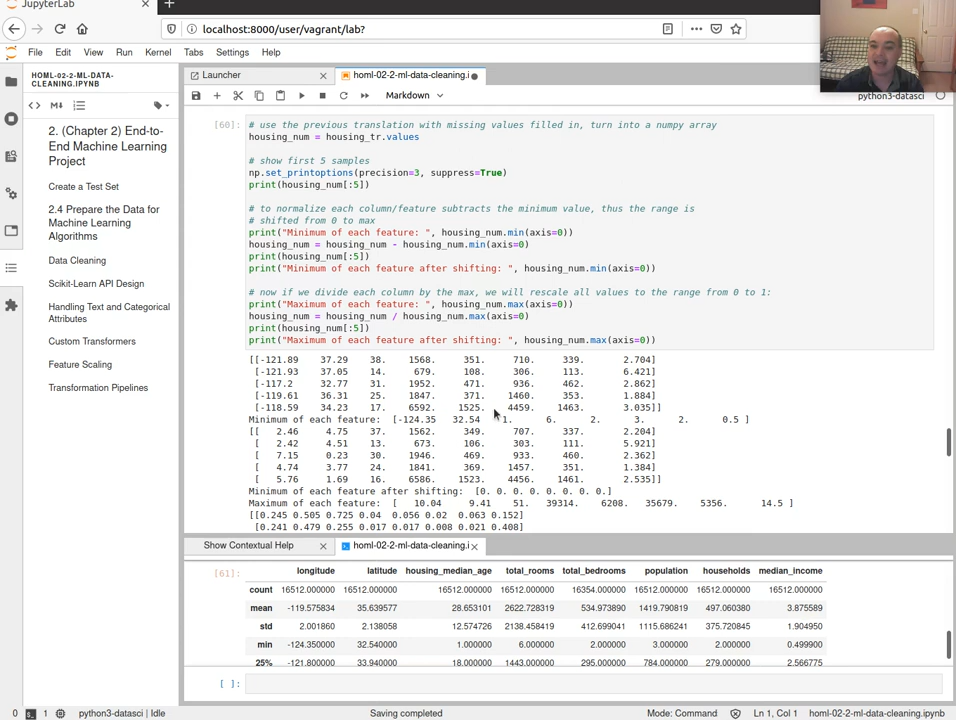 JupyterLab
localhost:8000/user/vagrant/lab?
File Edit View Run Kernel Tabs Settings Help
HOML-02-2-ML-DATA-
CLEANING.IPYNB
2. (Chapter 2) End-to-
End Machine Learning
Project
Create a Test Set
2.4 Prepare the Data for
Machine Learning
Algorithms
Data Cleaning
Scikit-Learn API Design
Handling Text and Categorical
Attributes
Custom Transformers
Feature Scaling
Transformation Pipelines
Launcher
homl-02-2-ml-data-cleaning.i
Markdown
python3-datasci
[60]:
# use the previous translation with missing values filled in, turn into a numpy array
housing_num = housing_tr.values
# show first 5 samples
np.set_printoptions(precision=3, suppress=True)
print(housing_num[:5])
# to normalize each column/feature subtracts the minimum value, thus the range is
# shifted from 0 to max
print("Minimum of each feature: ", housing_num.min(axis=0))
housing_num = housing_num - housing_num.min(axis=0)
print(housing_num[:5])
print("Minimum of each feature after shifting: ", housing_num.min(axis=0))
# now if we divide each column by the max, we will rescale all values to the range from 0 to 1:
print("Maximum of each feature: ", housing_num.max(axis=0))
housing_num = housing_num / housing_num.max(axis=0)
print(housing_num[:5])
print("Maximum of each feature after shifting: ", housing_num.max(axis=0))
[[-121.89 37.29 38. 1568. 351. 710. 339. 2.704]
[-121.93 37.05 14. 679. 108. 306. 113. 6.421]
[-117.2 32.77 31. 1952. 471. 936. 462. 2.862]
[-119.61 36.31 25. 1847. 371. 1460. 353. 1.884]
[-118.59 34.23 17. 6592. 1525. 4459. 1463. 3.035]]
Minimum of each feature: [-124.35 32.54 1. 6. 2. 3. 2. 0.5 ]
[[ 2.46 4.75 37. 1562. 349. 707. 337. 2.204]
[ 2.42 4.51 13. 673. 106. 303. 111. 5.921]
[ 7.15 0.23 30. 1946. 469. 933. 460. 2.362]
[ 4.74 3.77 24. 1841. 369. 1457. 351. 1.384]
[ 5.76 1.69 16. 6586. 1523. 4456. 1461. 2.535]]
Minimum of each feature after shifting: [0. 0. 0. 0. 0. 0. 0. 0.]
Maximum of each feature: [ 10.04 9.41 51. 39314. 6208. 35679. 5356. 14.5 ]
[[0.245 0.505 0.725 0.04 0.056 0.02 0.063 0.152]
[0.241 0.479 0.255 0.017 0.017 0.008 0.021 0.408]
Show Contextual Help
homl-02-2-ml-data-cleaning.i
[61]:
longitude latitude housing_median_age total_rooms total_bedrooms population households median_income
count 16512.000000 16512.000000 16512.000000 16512.000000 16354.000000 16512.000000 16512.000000 16512.000000
mean -119.575834 35.639577 28.653101 2622.728319 534.973890 1419.790819 497.060380 3.875589
std 2.001860 2.138058 12.574726 2138.458419 412.699041 1115.686241 375.720845 1.904950
min -124.350000 32.540000 1.000000 6.000000 2.000000 3.000000 2.000000 0.499900
25% -121.800000 33.940000 18.000000 1443.000000 295.000000 784.000000 279.000000 2.566775
[ ]:
0 1 python3-datasci | Idle Saving completed Mode: Command Ln 1, Col 1 homl-02-2-ml-data-cleaning.ipynb